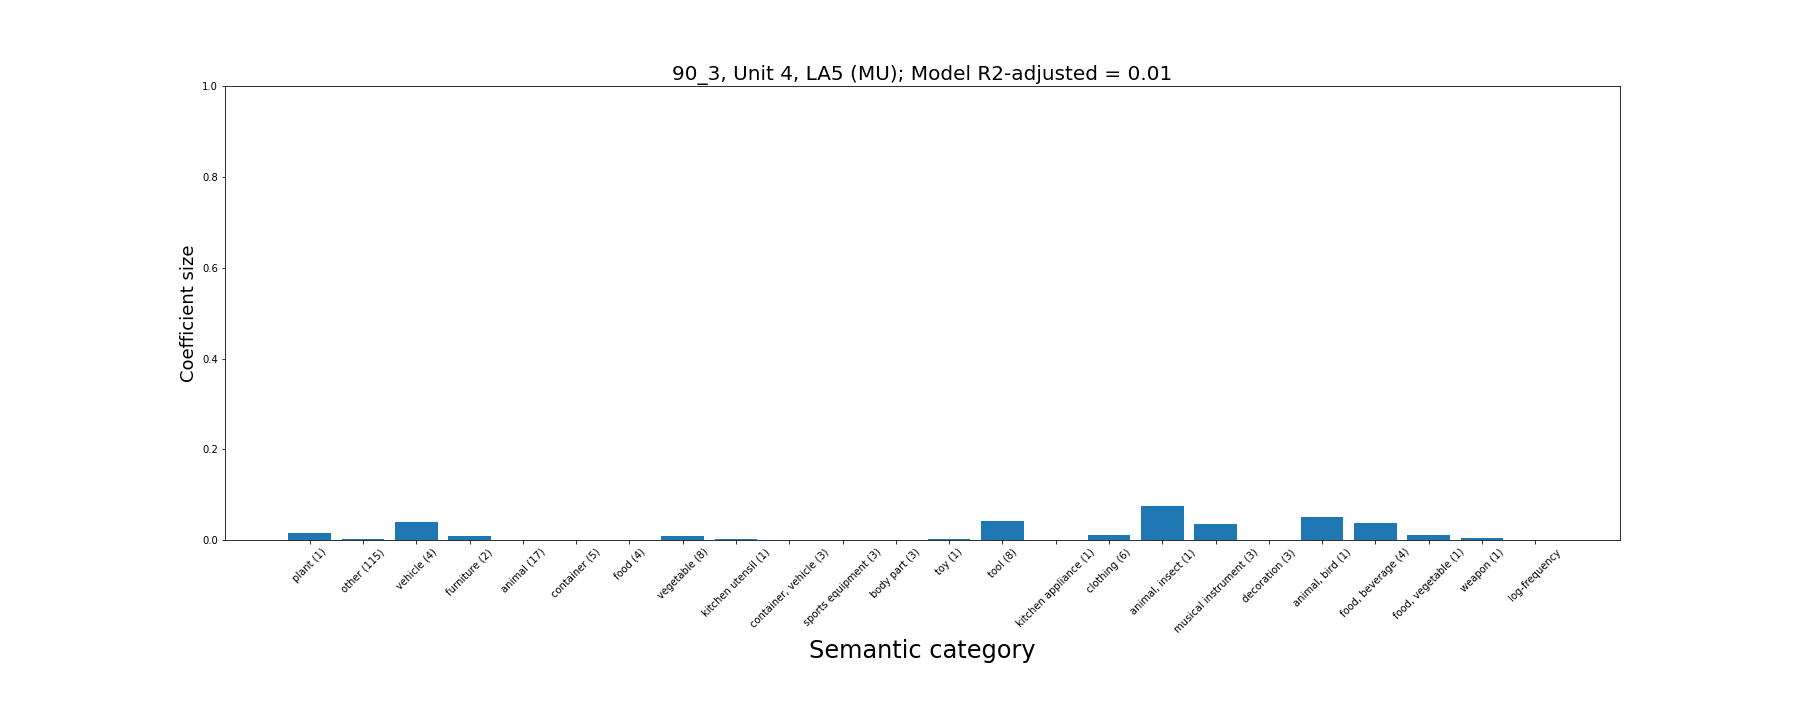 90_3, Unit 4, LA5 (MU); Model R2-adjusted = 0.01
Coefficient size
1.0
0.8
0.6
0.4
0.2
0.0
plant (1)
other (115)
vehicle (4)
furniture (2)
animal (17)
container (5)
food (4)
vegetable (8)
kitchen utensil (1)
container, vehicle (3)
sports equipment (3)
body part (3)
toy (1)
tool (8)
kitchen appliance (1)
clothing (6)
animal, insect (1)
musical instrument (3)
decoration (3)
animal, bird (1)
food, beverage (4)
food, vegetable (1)
weapon (1)
log-frequency
Semantic category